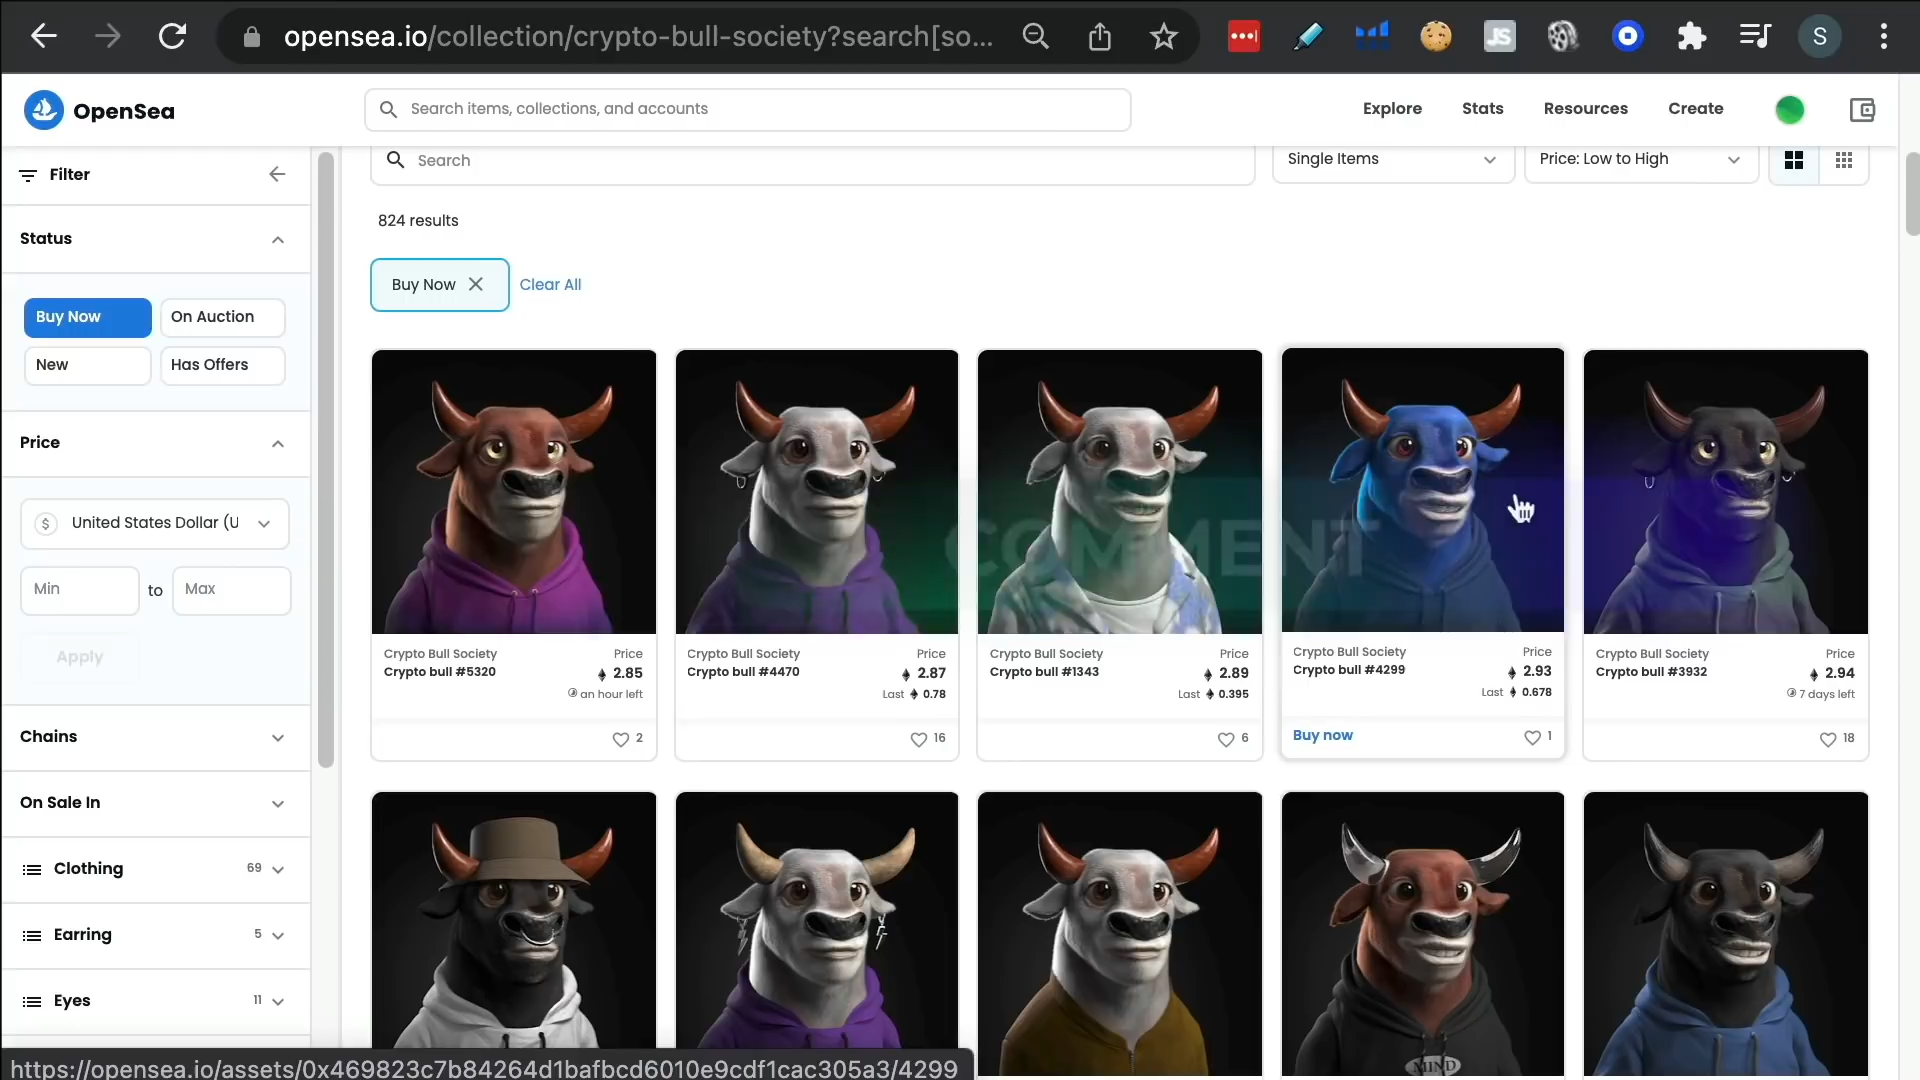 opensea.io/collection/crypto-bull-society?search[so...
JS
S
OpenSea
Search items, collections, and accounts
Explore
Stats
Resources
Create
Filter
Search
Single Items
Price: Low to High
824 results
Status
Buy Now
Clear All
Buy Now
On Auction
New
Has Offers
Price
$ United States Dollar (U
Min
to
Max
Apply
Chains
On Sale In
Clothing
69
Earring
5
Eyes
11
COMMENT
Crypto Bull Society
Price
Crypto bull #5320
2.85
an hour left
2
Crypto Bull Society
Price
Crypto bull #4470
2.87
Last 0.78
16
Crypto Bull Society
Price
Crypto bull #1343
2.89
Last 0.395
6
Crypto Bull Society
Price
Crypto bull #4299
2.93
Last 0.678
Buy now
1
Crypto Bull Society
Price
Crypto bull #3932
2.94
7 days left
18
MIND
https://opensea.io/assets/0x469823c7b84264d1bafbcd6010e9cdf1cac305a3/4299